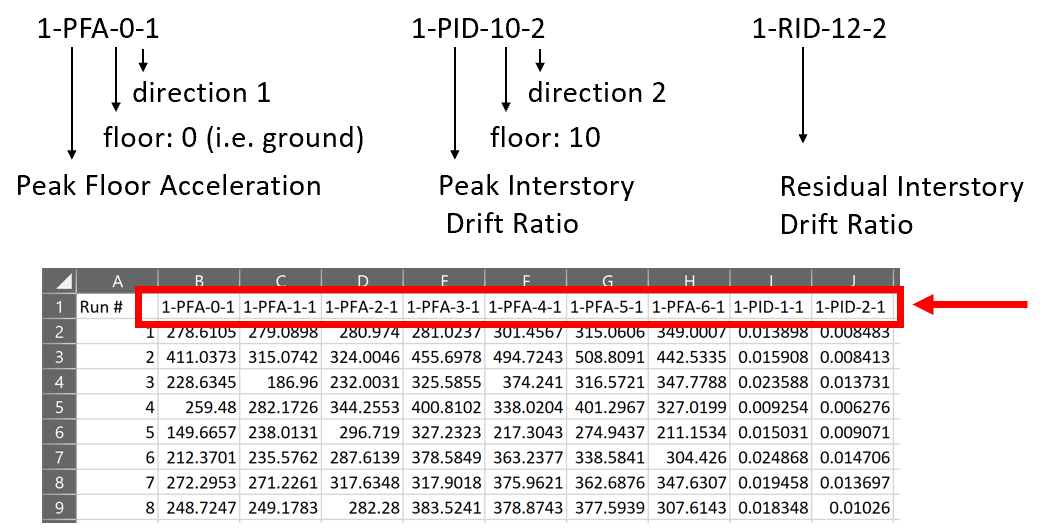 1-PFA-0-1 1-PID-10-2 1-RID-12-2
direction 1 direction 2
floor: 0 (i.e. ground) floor: 10
Peak Floor Acceleration Peak Interstory Residual Interstory
Drift Ratio Drift Ratio
A B C D E F G H I J
1 Run # 1-PFA-0-1 1-PFA-1-1 1-PFA-2-1 1-PFA-3-1 1-PFA-4-1 1-PFA-5-1 1-PFA-6-1 1-PID-1-1 1-PID-2-1
2 1 278.6105 279.0898 280.974 281.0237 301.4567 315.0606 349.0007 0.013898 0.008483
3 2 411.0373 315.0742 324.0046 455.6978 494.7243 508.8091 442.5335 0.015908 0.008413
4 3 228.6345 186.96 232.0031 325.5855 374.241 316.5721 347.7788 0.023588 0.013731
5 4 259.48 282.1726 344.2553 400.8102 338.0204 401.2967 327.0199 0.009254 0.006276
6 5 149.6657 238.0131 296.719 327.2323 217.3043 274.9437 211.1534 0.015031 0.009071
7 6 212.3701 235.5762 287.6139 378.5849 363.2377 338.5841 304.426 0.024868 0.014706
8 7 272.2953 271.2261 317.6348 317.9018 375.9621 362.6876 347.6307 0.019458 0.013697
9 8 248.7247 249.1783 282.28 383.5241 378.8743 377.5939 307.6143 0.018348 0.01026